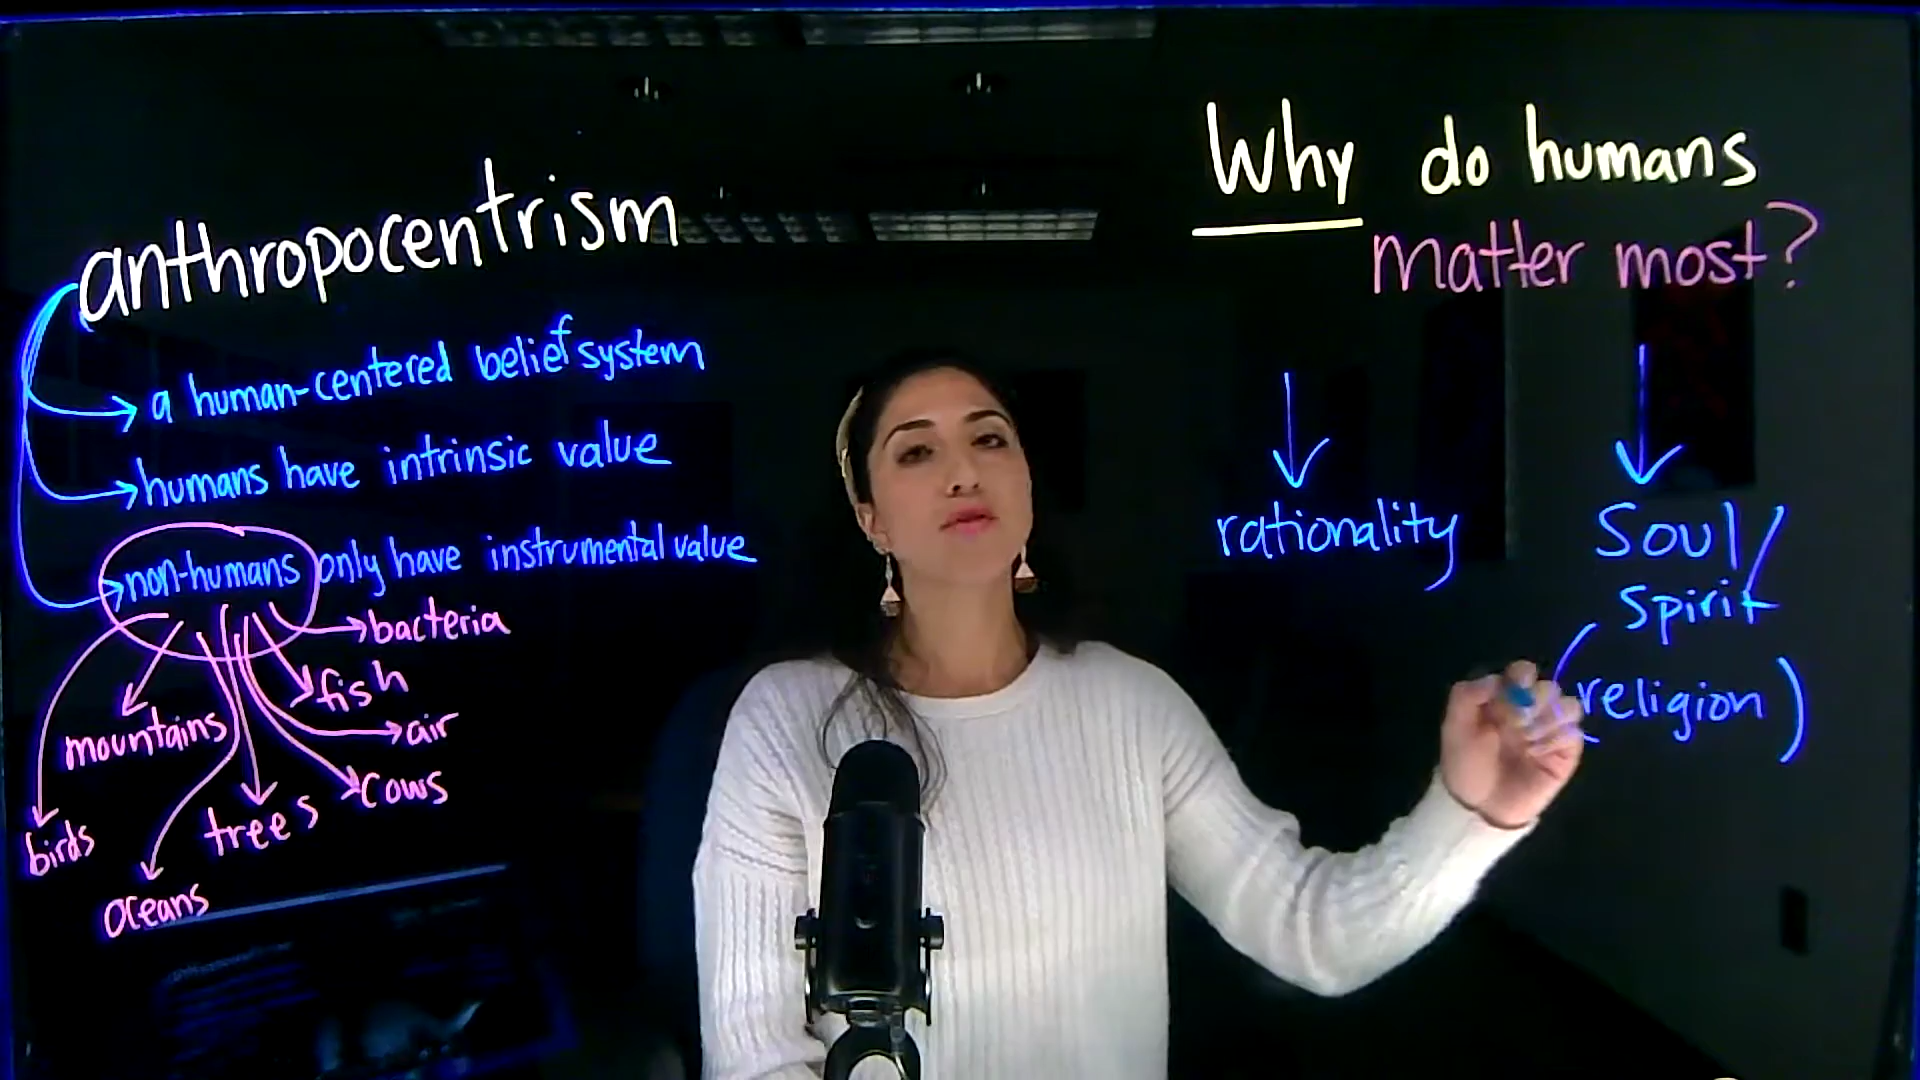 anthropocentrism
a human-centered belief system
humans have intrinsic value
non-humans only have instrumental value
bacteria
fish
air
cows
trees
mountains
birds
oceans
Why do humans
matter most?
rationality
Soul/
Spirit
(religion)